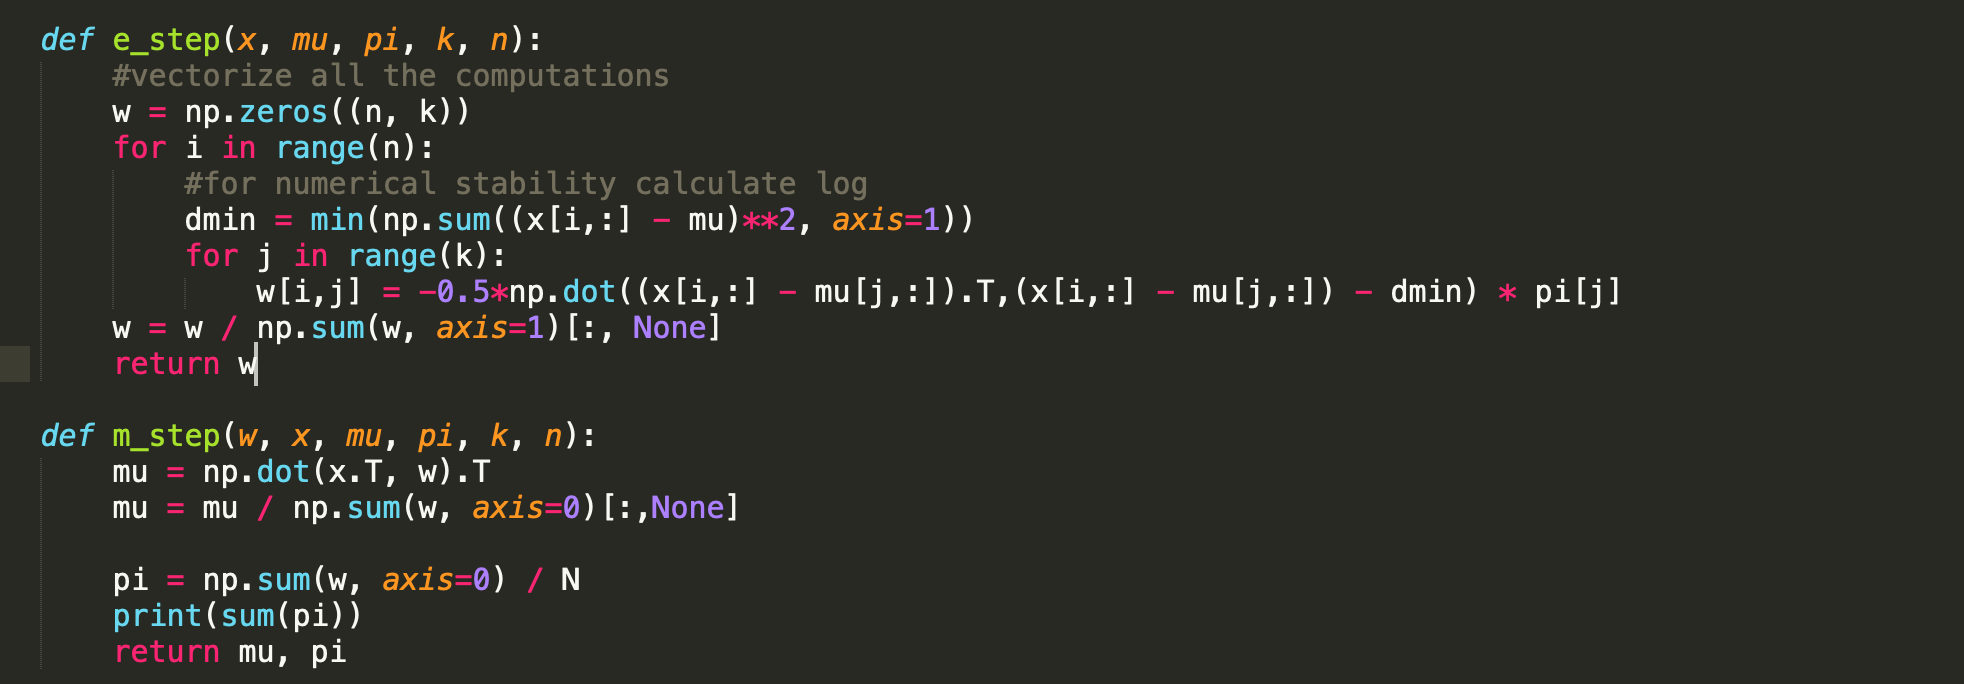 def e_step(x, mu, pi, k, n):
    #vectorize all the computations
    w = np.zeros((n, k))
    for i in range(n):
        #for numerical stability calculate log
        dmin = min(np.sum((x[i,:] - mu)**2, axis=1))
        for j in range(k):
            w[i,j] = -0.5*np.dot((x[i,:] - mu[j,:]).T,(x[i,:] - mu[j,:]) - dmin) * pi[j]
    w = w / np.sum(w, axis=1)[:, None]
    return w

def m_step(w, x, mu, pi, k, n):
    mu = np.dot(x.T, w).T
    mu = mu / np.sum(w, axis=0)[:,None]

    pi = np.sum(w, axis=0) / N
    print(sum(pi))
    return mu, pi